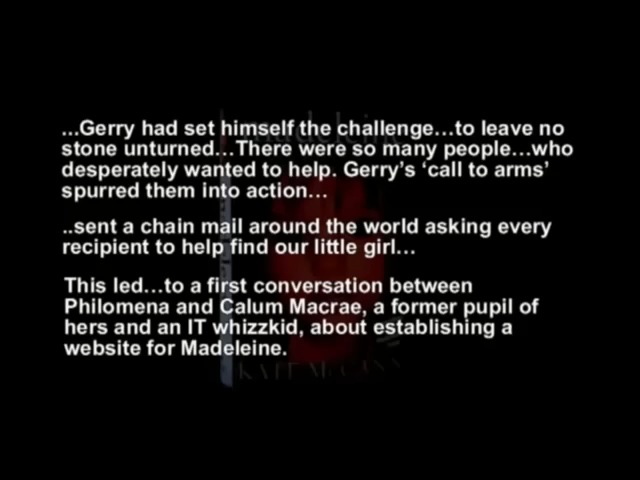 madeleine
...Gerry had set himself the challenge...to leave no
stone unturned...There were so many people...who
desperately wanted to help. Gerry’s ‘call to arms’
spurred them into action...
..sent a chain mail around the world asking every
recipient to help find our little girl...
This led...to a first conversation between
Philomena and Calum Macrae, a former pupil of
hers and an IT whizzkid, about establishing a
website for Madeleine.
KATE McCANN